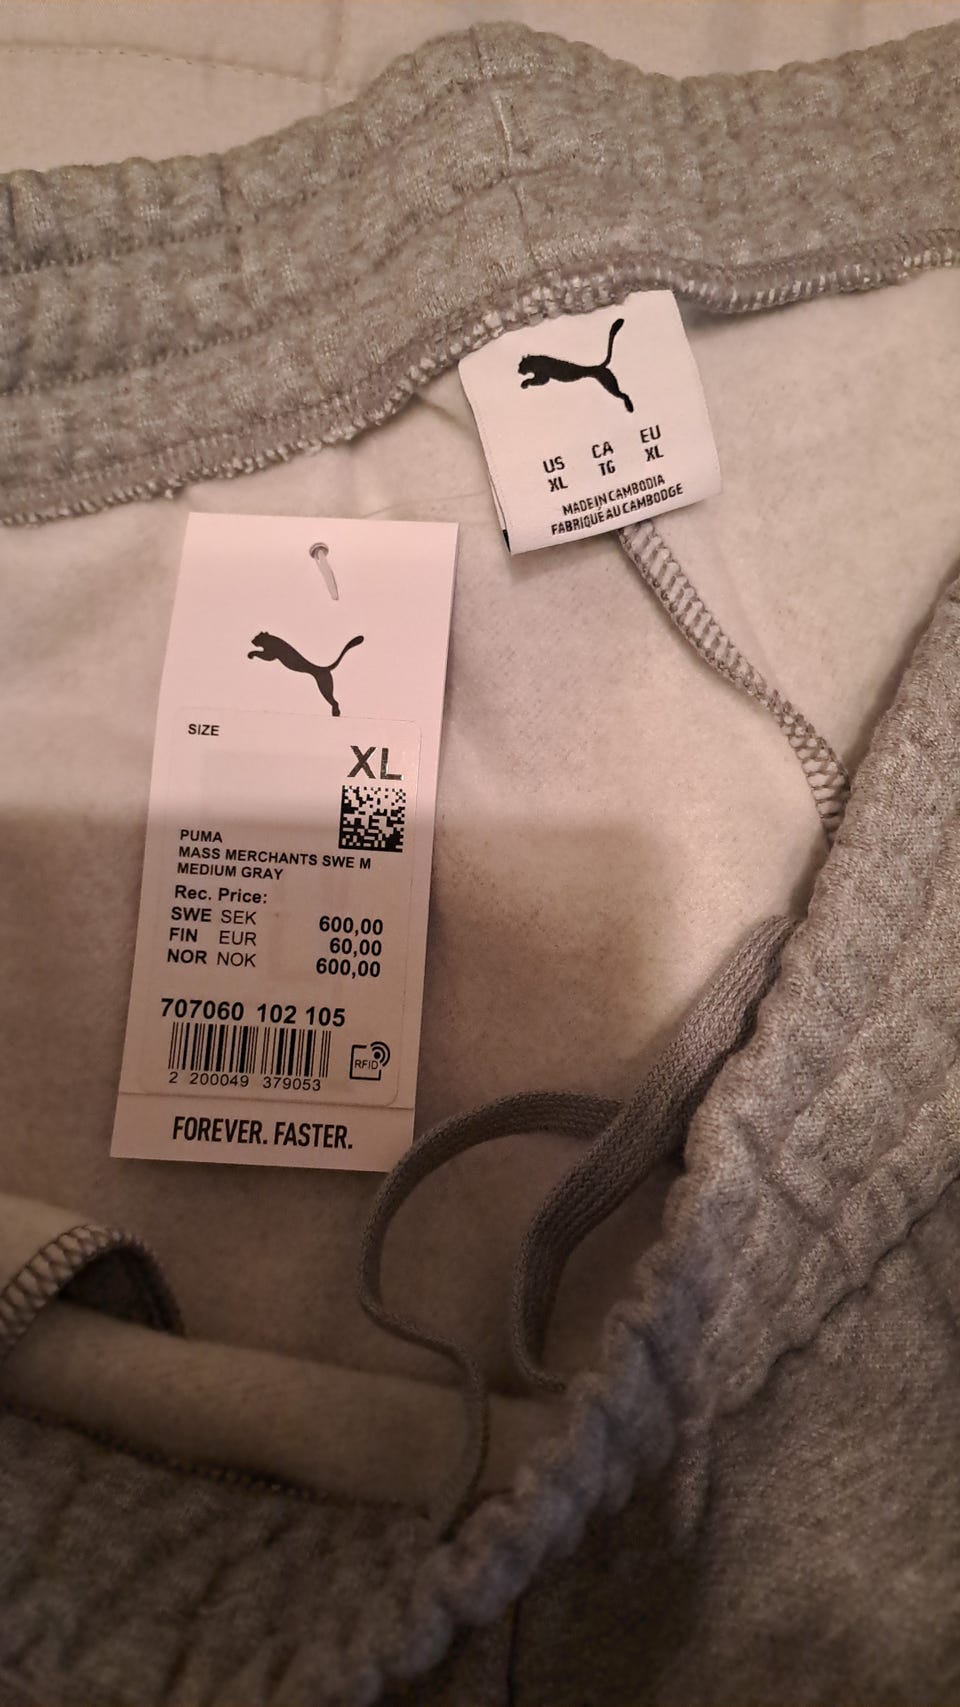 US CA EU
XL TG XL
MADE IN CAMBODIA
FABRIQUÉ AU CAMBODGE
SIZE
XL
PUMA
MASS MERCHANTS SWE M
MEDIUM GRAY
Rec. Price:
SWE SEK 600,00
FIN EUR 60,00
NOR NOK 600,00
707060 102 105
RFID
2 200049 379053
FOREVER. FASTER.